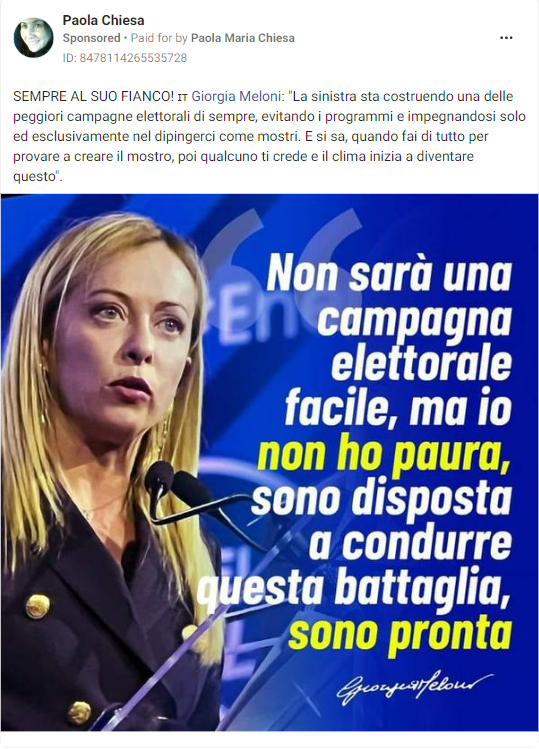 Paola Chiesa
Sponsored • Paid for by Paola Maria Chiesa
ID: 8478114265535728
SEMPRE AL SUO FIANCO! IT Giorgia Meloni: "La sinistra sta costruendo una delle
peggiori campagne elettorali di sempre, evitando i programmi e impegnandosi solo
ed esclusivamente nel dipingerci come mostri. E si sa, quando fai di tutto per
provare a creare il mostro, poi qualcuno ti crede e il clima inizia a diventare
questo".
Non sarà una
campagna
elettorale
facile, ma io
non ho paura,
sono disposta
a condurre
questa battaglia,
sono pronta
Giorgia Meloni